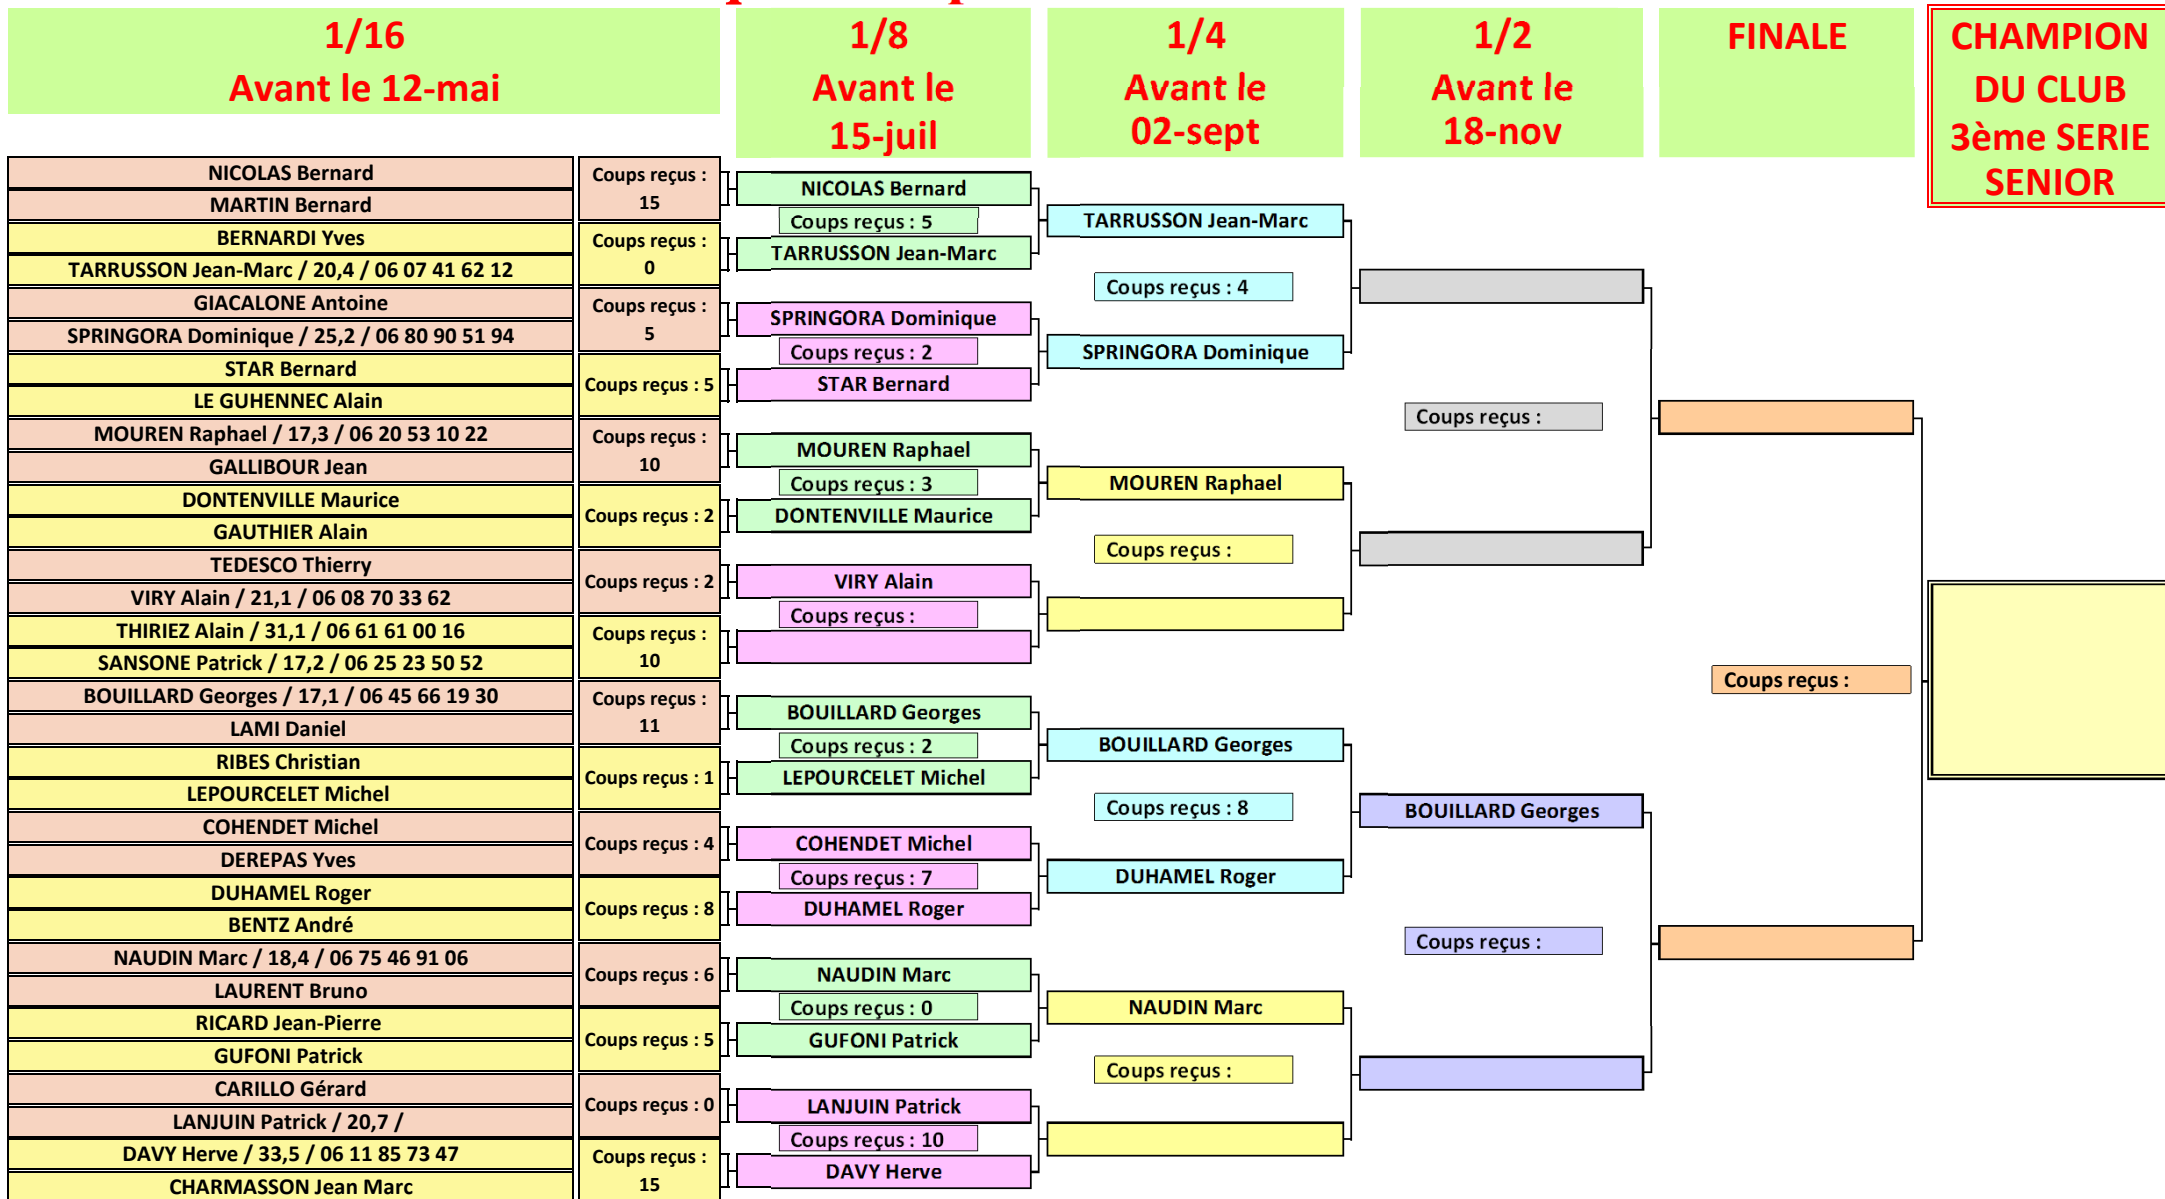 1/16
Avant le 12-mai
1/8
Avant le
15-juil
1/4
Avant le
02-sept
1/2
Avant le
18-nov
FINALE
CHAMPION
DU CLUB
3ème SERIE
SENIOR
NICOLAS Bernard
MARTIN Bernard
Coups reçus :
15
BERNARDI Yves
TARRUSSON Jean-Marc / 20,4 / 06 07 41 62 12
Coups reçus :
0
GIACALONE Antoine
SPRINGORA Dominique / 25,2 / 06 80 90 51 94
Coups reçus :
5
STAR Bernard
LE GUHENNEC Alain
Coups reçus : 5
MOUREN Raphael / 17,3 / 06 20 53 10 22
GALLIBOUR Jean
Coups reçus :
10
DONTENVILLE Maurice
GAUTHIER Alain
Coups reçus : 2
TEDESCO Thierry
VIRY Alain / 21,1 / 06 08 70 33 62
Coups reçus : 2
THIRIEZ Alain / 31,1 / 06 61 61 00 16
SANSONE Patrick / 17,2 / 06 25 23 50 52
Coups reçus :
10
BOUILLARD Georges / 17,1 / 06 45 66 19 30
LAMI Daniel
Coups reçus :
11
RIBES Christian
LEPOURCELET Michel
Coups reçus : 1
COHENDET Michel
DEREPAS Yves
Coups reçus : 4
DUHAMEL Roger
BENTZ André
Coups reçus : 8
NAUDIN Marc / 18,4 / 06 75 46 91 06
LAURENT Bruno
Coups reçus : 6
RICARD Jean-Pierre
GUFONI Patrick
Coups reçus : 5
CARILLO Gérard
LANJUIN Patrick / 20,7 /
Coups reçus : 0
DAVY Herve / 33,5 / 06 11 85 73 47
CHARMASSON Jean Marc
Coups reçus :
15
NICOLAS Bernard
Coups reçus : 5
TARRUSSON Jean-Marc
SPRINGORA Dominique
Coups reçus : 2
STAR Bernard
MOUREN Raphael
Coups reçus : 3
DONTENVILLE Maurice
VIRY Alain
Coups reçus :
BOUILLARD Georges
Coups reçus : 2
LEPOURCELET Michel
COHENDET Michel
Coups reçus : 7
DUHAMEL Roger
NAUDIN Marc
Coups reçus : 0
GUFONI Patrick
LANJUIN Patrick
Coups reçus : 10
DAVY Herve
TARRUSSON Jean-Marc
Coups reçus : 4
SPRINGORA Dominique
MOUREN Raphael
Coups reçus :
BOUILLARD Georges
Coups reçus : 8
DUHAMEL Roger
NAUDIN Marc
Coups reçus :
Coups reçus :
BOUILLARD Georges
Coups reçus :
Coups reçus :